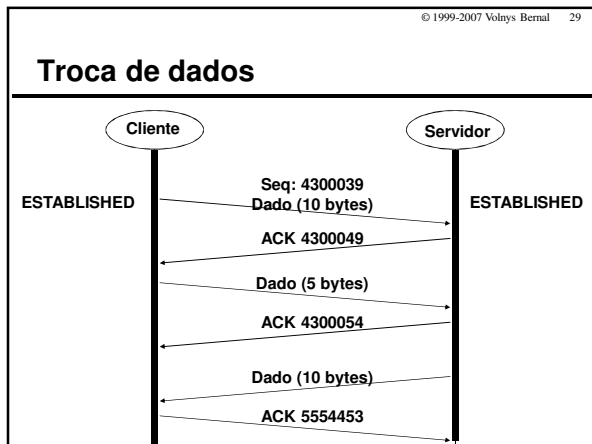 © 1999-2007 Volnys Bernal 29
Troca de dados
Cliente
Servidor
Seq: 4300039
ESTABLISHED
Dado (10 bytes)
ESTABLISHED
ACK 4300049
Dado (5 bytes)
ACK 4300054
Dado (10 bytes)
ACK 5554453